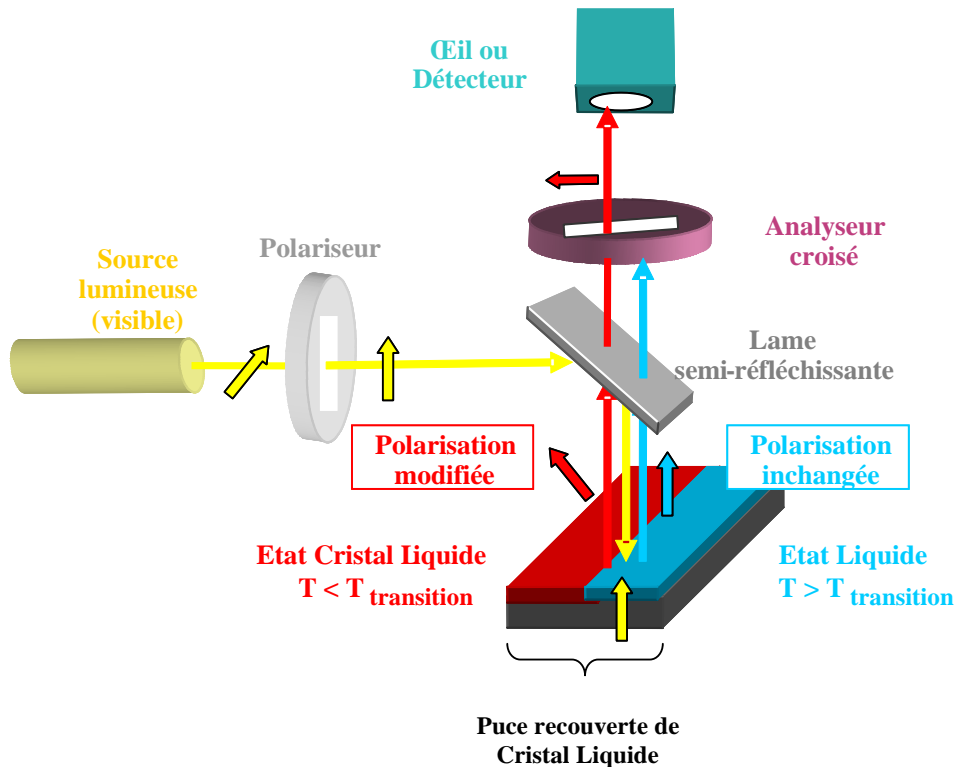 Œil ou
Détecteur
Analyseur
croisé
Polariseur
Source
lumineuse
(visible)
Lame
semi-réfléchissante
Polarisation
modifiée
Polarisation
inchangée
Etat Cristal Liquide
T < T transition
Etat Liquide
T > T transition
Puce recouverte de
Cristal Liquide